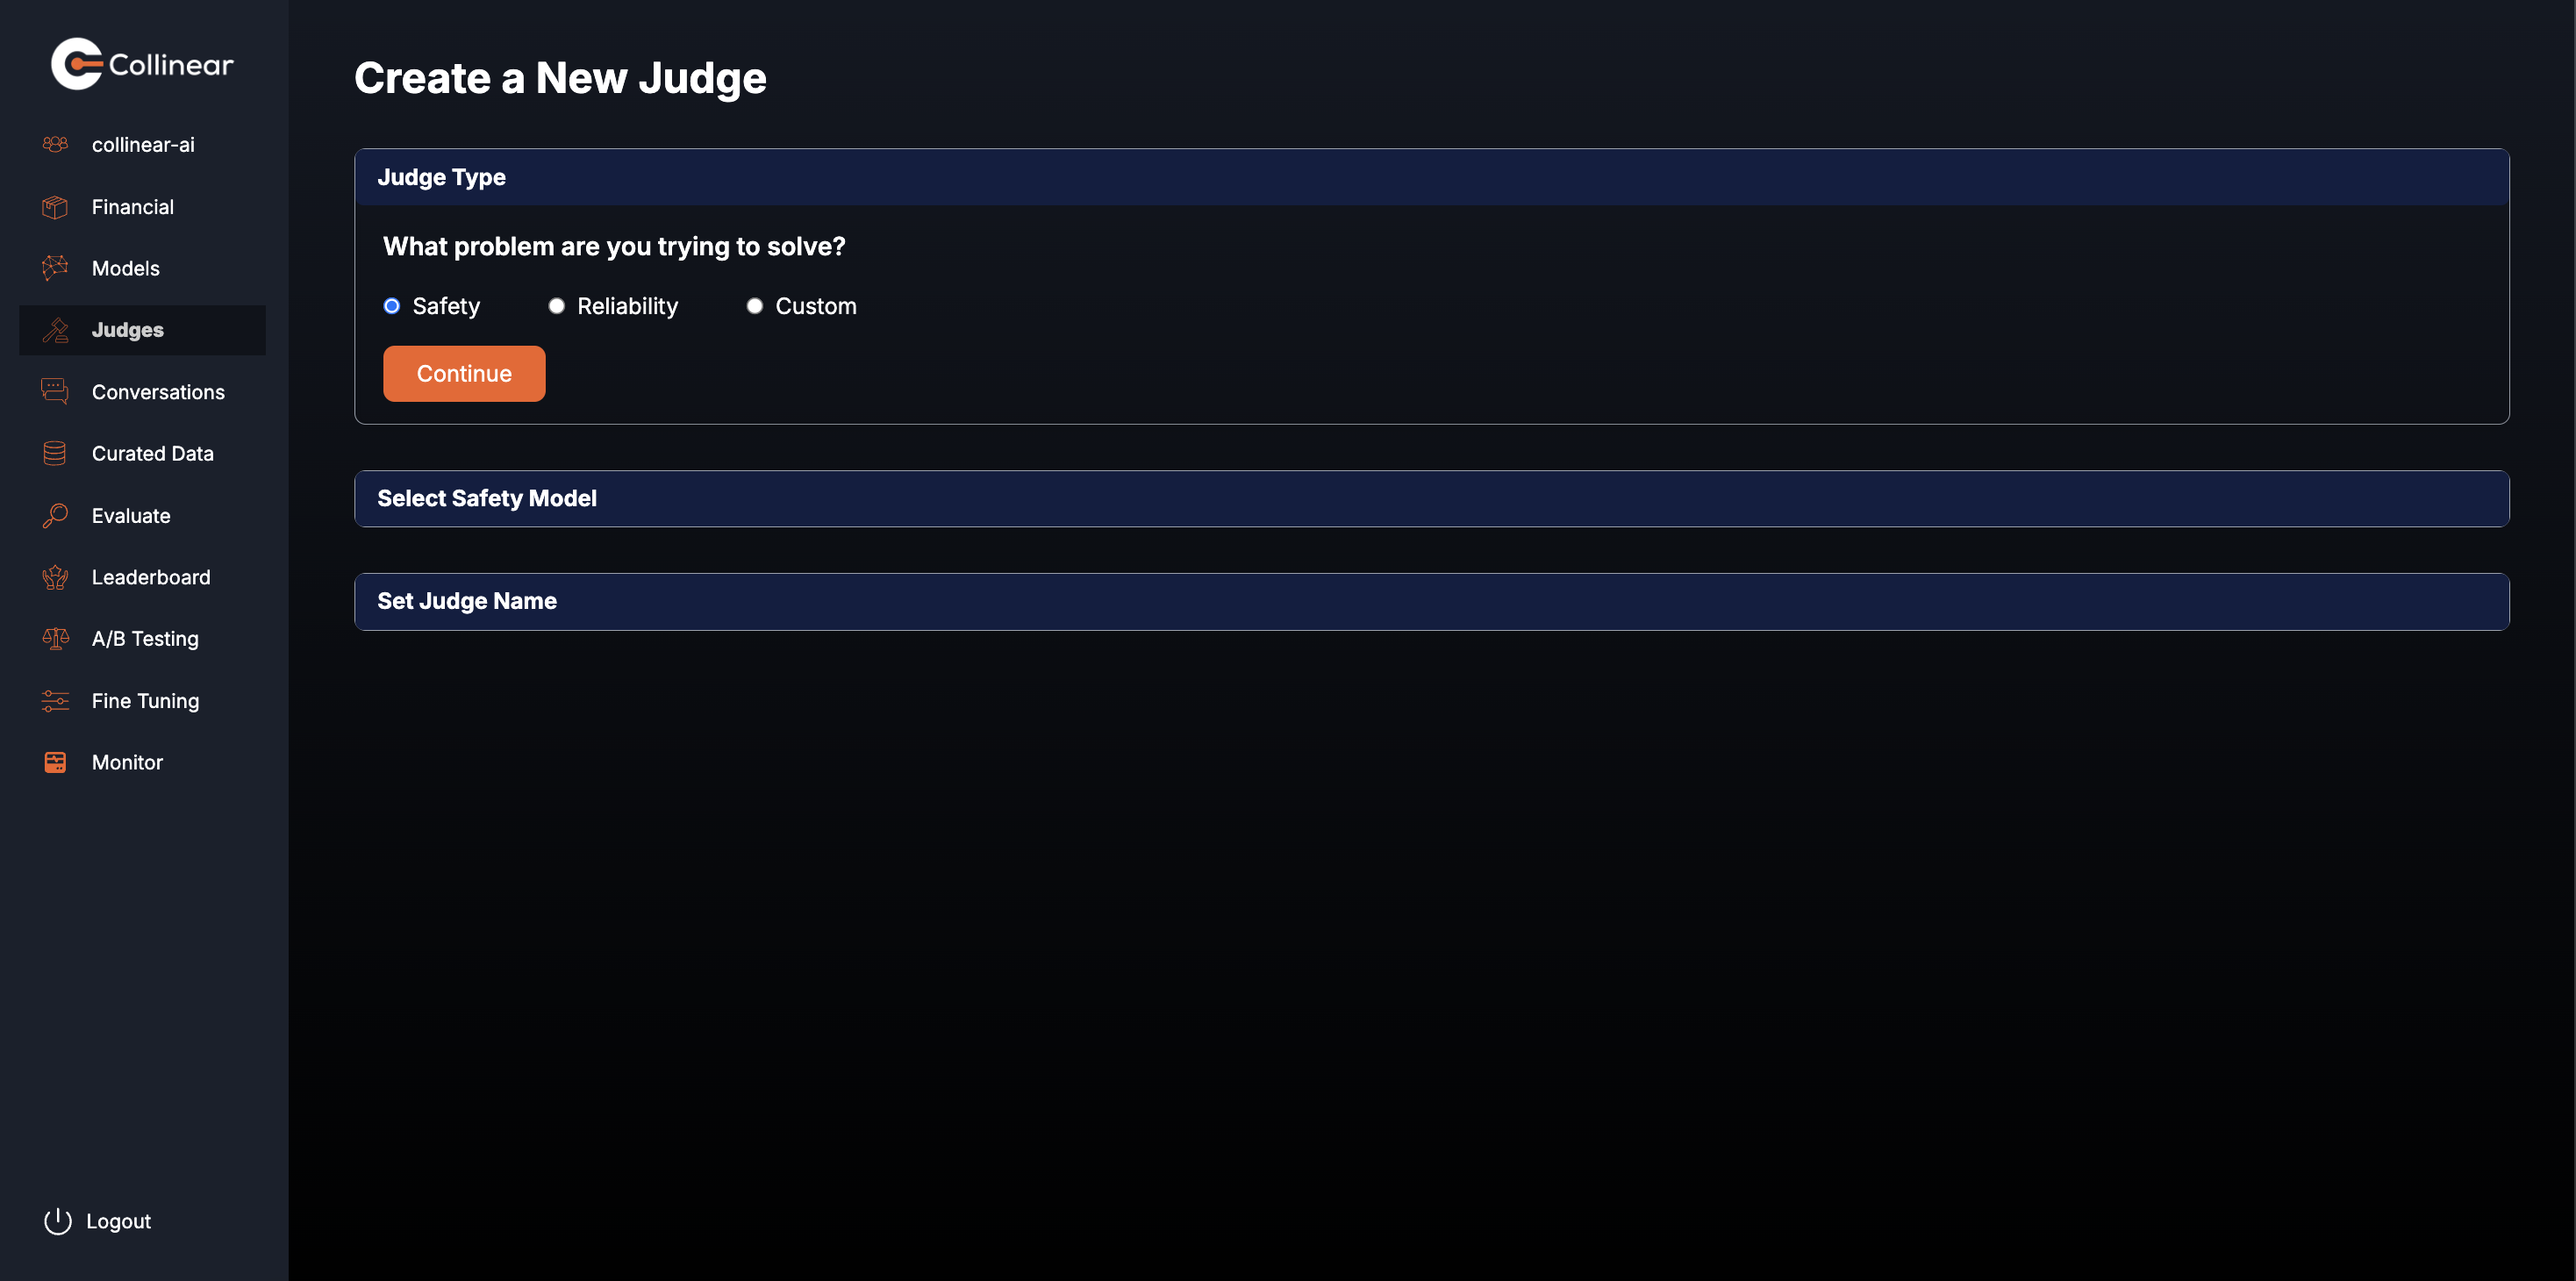 Collinear
collinear-ai
Financial
Models
Judges
Conversations
Curated Data
Evaluate
Leaderboard
A/B Testing
Fine Tuning
Monitor
Logout
Create a New Judge
Judge Type
What problem are you trying to solve?
Safety Reliability Custom
Continue
Select Safety Model
Set Judge Name